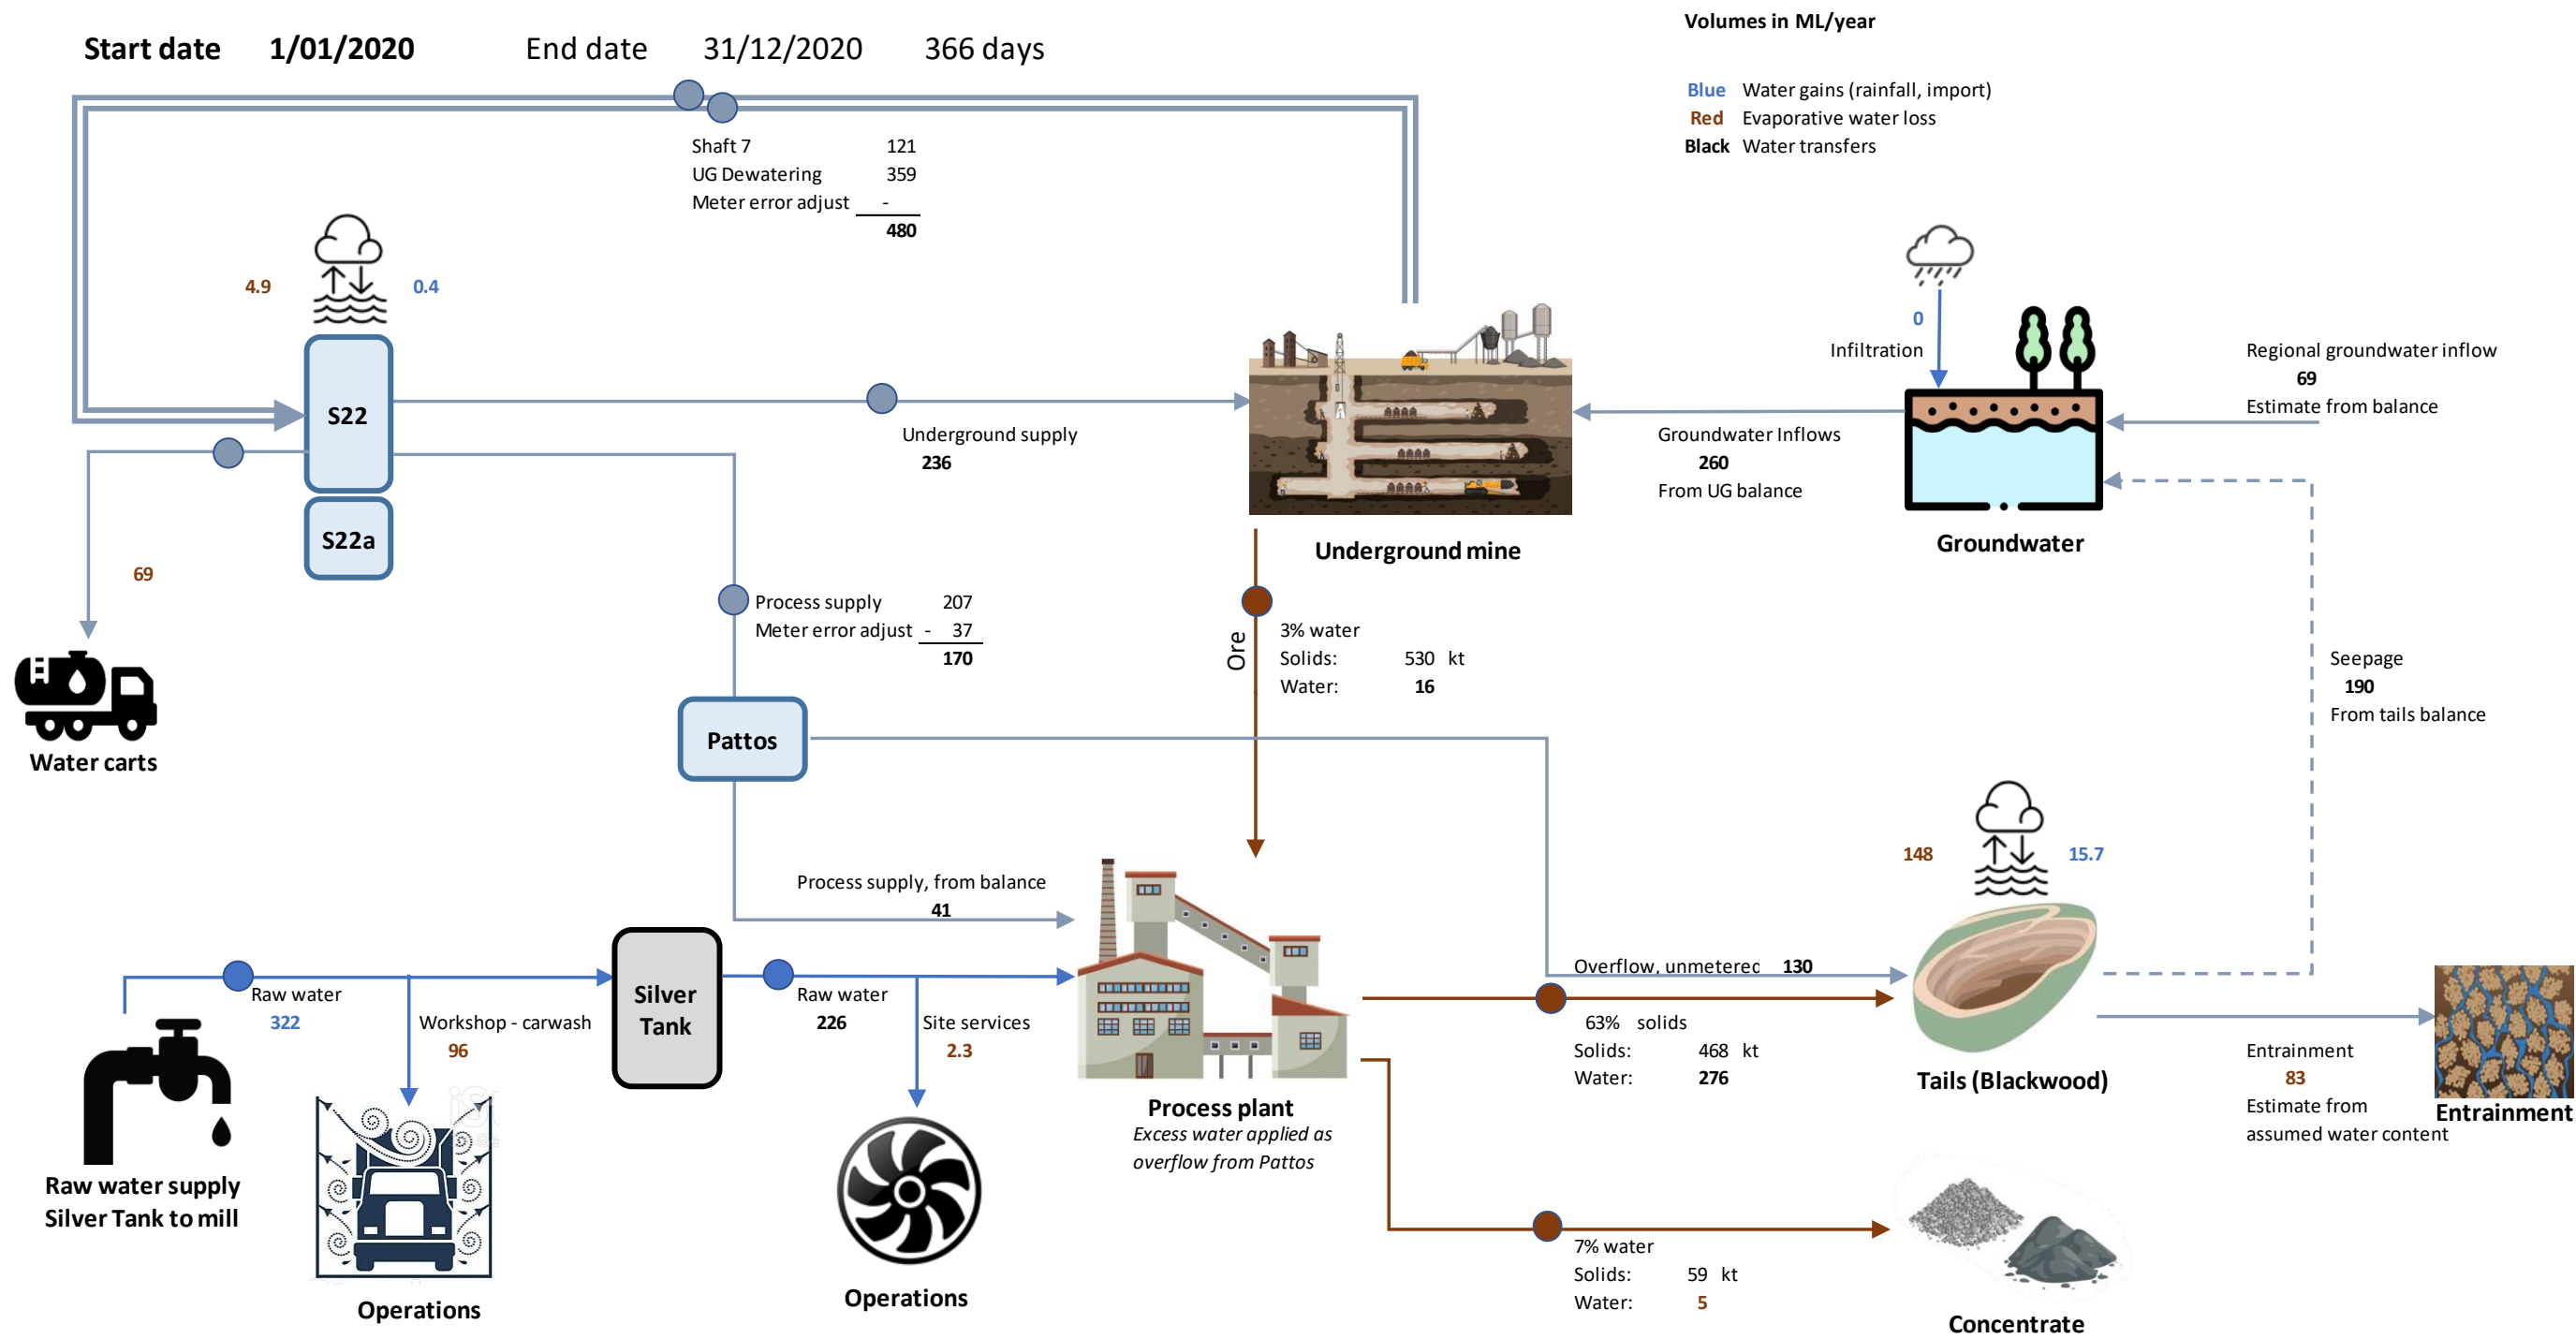 Volumes in ML/year
Start date 1/01/2020 End date 31/12/2020 366 days
Blue Water gains (rainfall, import)
Red Evaporative water loss
Black Water transfers
Shaft 7 121
UG Dewatering 359
Meter error adjust -
480
4.9 0.4
0
Infiltration
Regional groundwater inflow
69
Estimate from balance
S22
Underground supply
236
Groundwater Inflows
260
From UG balance
S22a
Underground mine
Groundwater
69
Process supply 207
Meter error adjust - 37
170
Ore
3% water
Solids: 530 kt
Water: 16
Seepage
190
From tails balance
Pattos
Water carts
148 15.7
Process supply, from balance
41
Overflow, unmetered 130
Silver
Tank
Raw water
322
Workshop - carwash
96
Raw water
226
Site services
2.3
63% solids
Solids: 468 kt
Water: 276
Tails (Blackwood)
Entrainment
83
Estimate from
assumed water content
Entrainment
Process plant
Excess water applied as
overflow from Pattos
Raw water supply
Silver Tank to mill
7% water
Solids: 59 kt
Water: 5
Operations
Operations
Concentrate